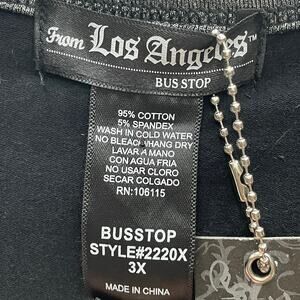 From Los Angeles
BUS STOP
95% COTTON
5% SPANDEX
WASH IN COLD WATER
NO BLEACH HANG DRY
LAVAR A MANO
CON AGUA FRIA
NO USAR CLORO
SECAR COLGADO
RN:106115
BUSSTOP
STYLE#2220X
3X
MADE IN CHINA